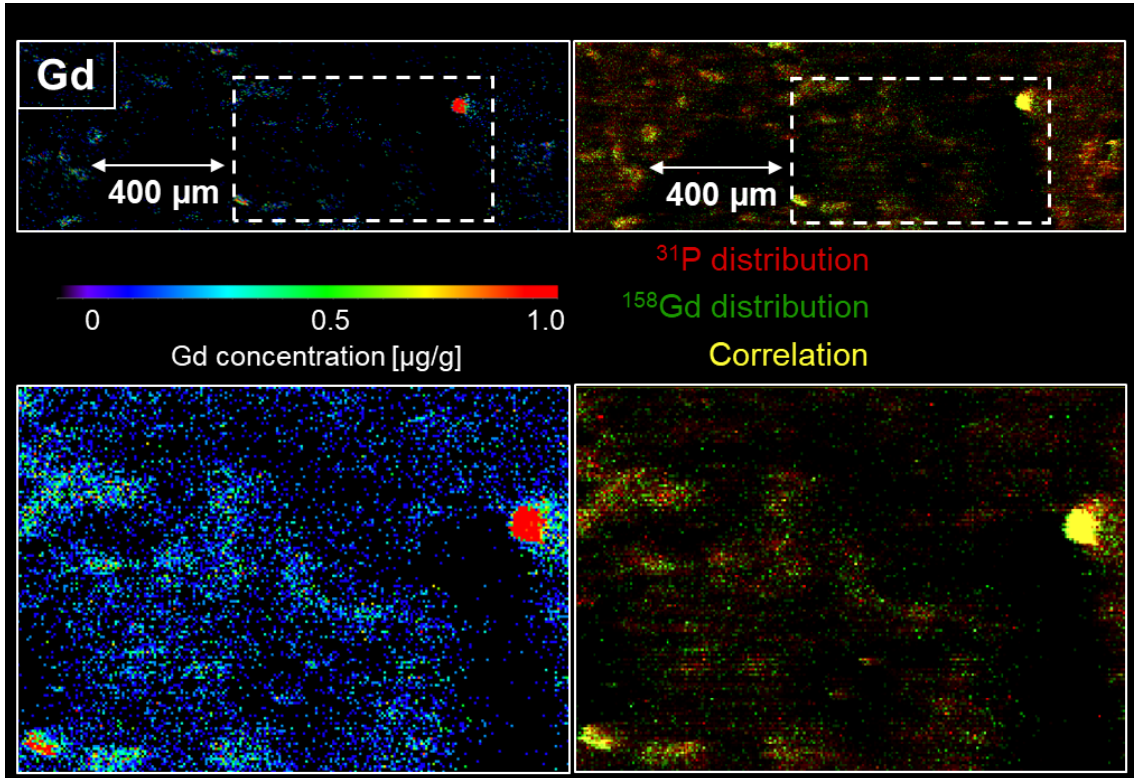 Gd
400 µm
400 µm
³¹P distribution
¹⁵⁸Gd distribution
Correlation
0 0.5 1.0
Gd concentration [µg/g]